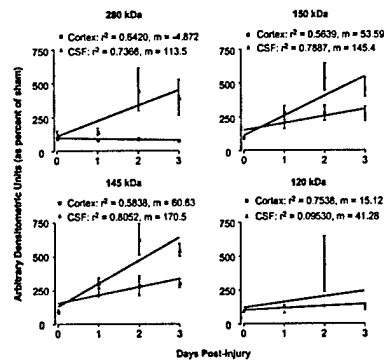 280 kDa
Cortex: r² = 0.6420, m = -4.872
CSF: r² = 0.7366, m = 113.5
750
500
250
0
0 1 2 3
150 kDa
Cortex: r² = 0.5639, m = 53.59
CSF: r² = 0.7887, m = 145.4
750
500
250
0
0 1 2 3
145 kDa
Cortex: r² = 0.5838, m = 60.83
CSF: r² = 0.8052, m = 170.5
750
500
250
0
0 1 2 3
120 kDa
Cortex: r² = 0.7538, m = 15.12
CSF: r² = 0.09530, m = 41.28
750
500
250
0
0 1 2 3
Arbitrary Densitometric Units (as percent of sham)
Days Post-Injury